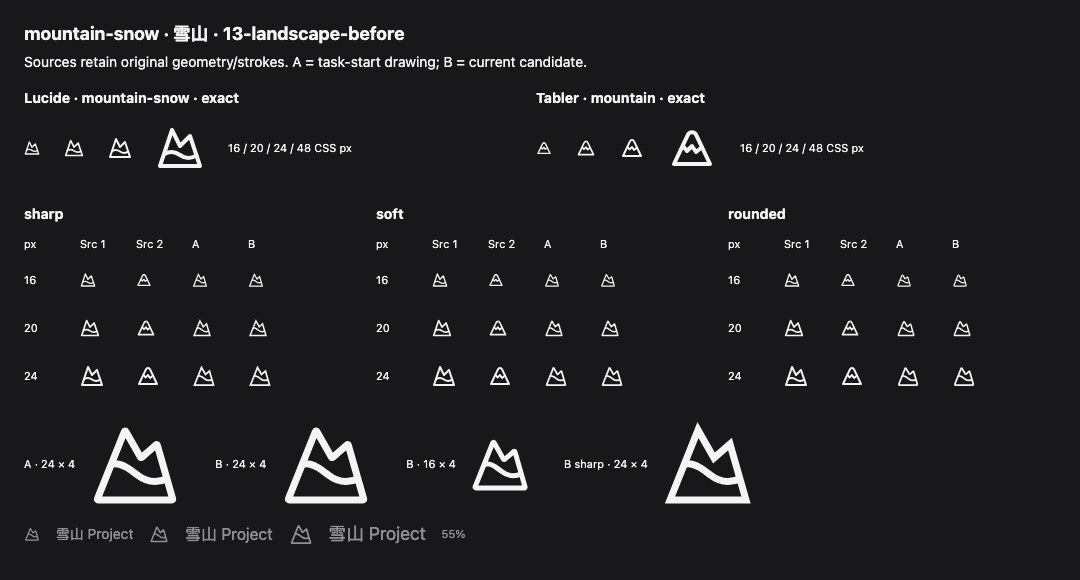 mountain-snow · 雪山 · 13-landscape-before
Sources retain original geometry/strokes. A = task-start drawing; B = current candidate.
Lucide · mountain-snow · exact
16 / 20 / 24 / 48 CSS px
Tabler · mountain · exact
16 / 20 / 24 / 48 CSS px
sharp
px Src 1 Src 2 A B
16
20
24
soft
px Src 1 Src 2 A B
16
20
24
rounded
px Src 1 Src 2 A B
16
20
24
A · 24 × 4
B · 24 × 4
B · 16 × 4
B sharp · 24 × 4
雪山 Project 雪山 Project 雪山 Project 55%